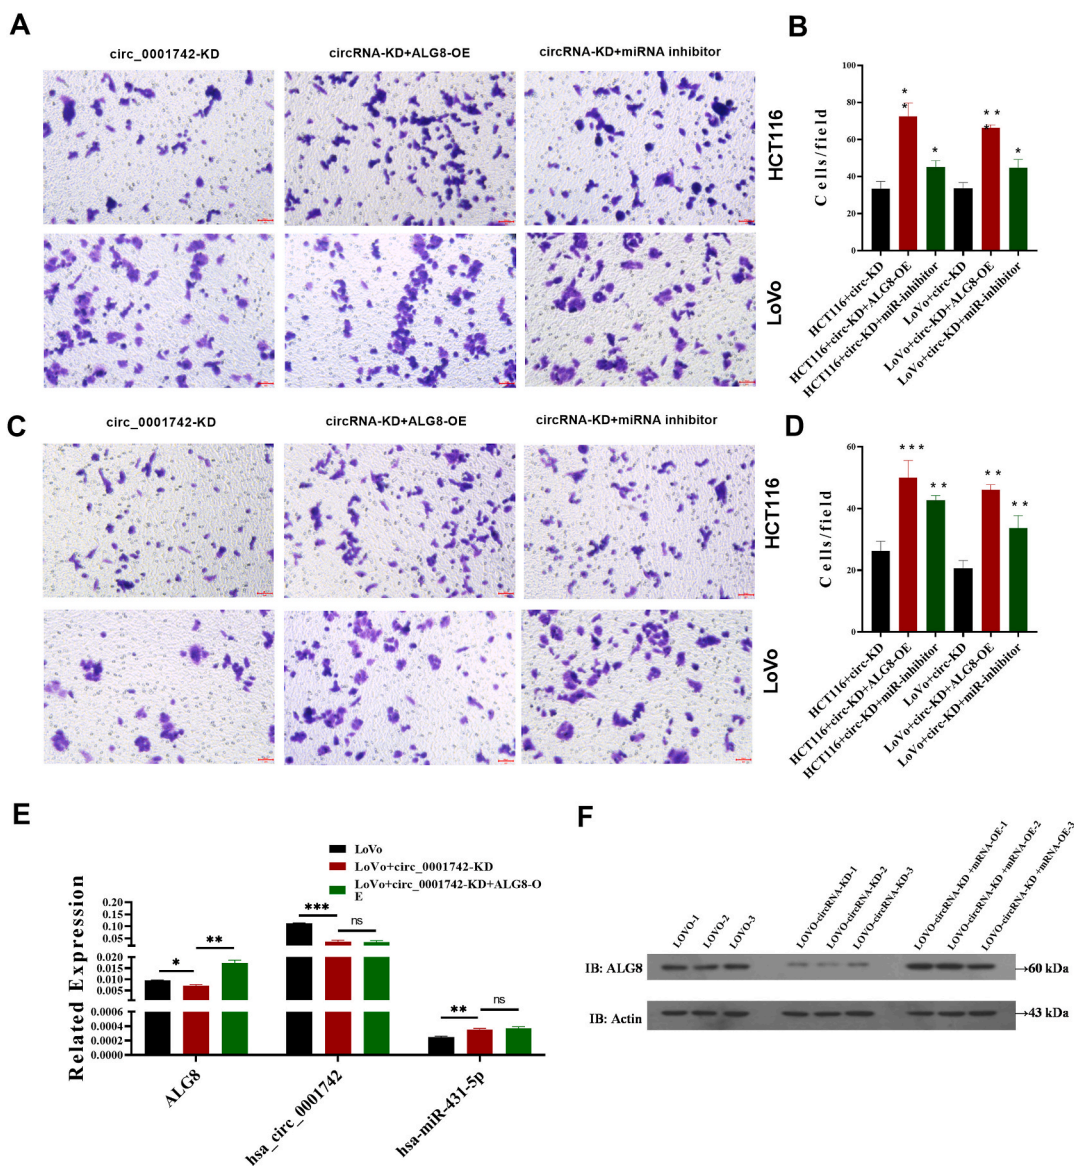 A
circ_0001742-KD
circRNA-KD+ALG8-OE
circRNA-KD+miRNA inhibitor
HCT116
LoVo
B
Cells/field
100
80
60
40
20
0
* *
*
*
* *
*
*
HCT116+circ-KD
HCT116+circ-KD+ALG8-OE
HCT116+circ-KD+miR-inhibitor
LoVo+circ-KD
LoVo+circ-KD+ALG8-OE
LoVo+circ-KD+miR-inhibitor
C
circ_0001742-KD
circRNA-KD+ALG8-OE
circRNA-KD+miRNA inhibitor
HCT116
LoVo
D
Cells/field
60
40
20
0
* * *
* *
* *
* *
HCT116+circ-KD
HCT116+circ-KD+ALG8-OE
HCT116+circ-KD+miR-inhibitor
LoVo+circ-KD
LoVo+circ-KD+ALG8-OE
LoVo+circ-KD+miR-inhibitor
E
LoVo
LoVo+circ_0001742-KD
LoVo+circ_0001742-KD+ALG8-O
E
Related Expression
0.20
0.15
0.10
0.05
0.020
0.015
0.010
0.005
0.0006
0.0004
0.0002
0.0000
*
**
***
ns
**
ns
ALG8
hsa_circ_0001742
hsa-miR-431-5p
F
LOVO-1
LOVO-2
LOVO-3
LOVO-circRNA-KD-1
LOVO-circRNA-KD-2
LOVO-circRNA-KD-3
LOVO-circRNA-KD +mRNA-OE-1
LOVO-circRNA-KD +mRNA-OE-2
LOVO-circRNA-KD +mRNA-OE-3
IB: ALG8
→60 kDa
IB: Actin
→43 kDa